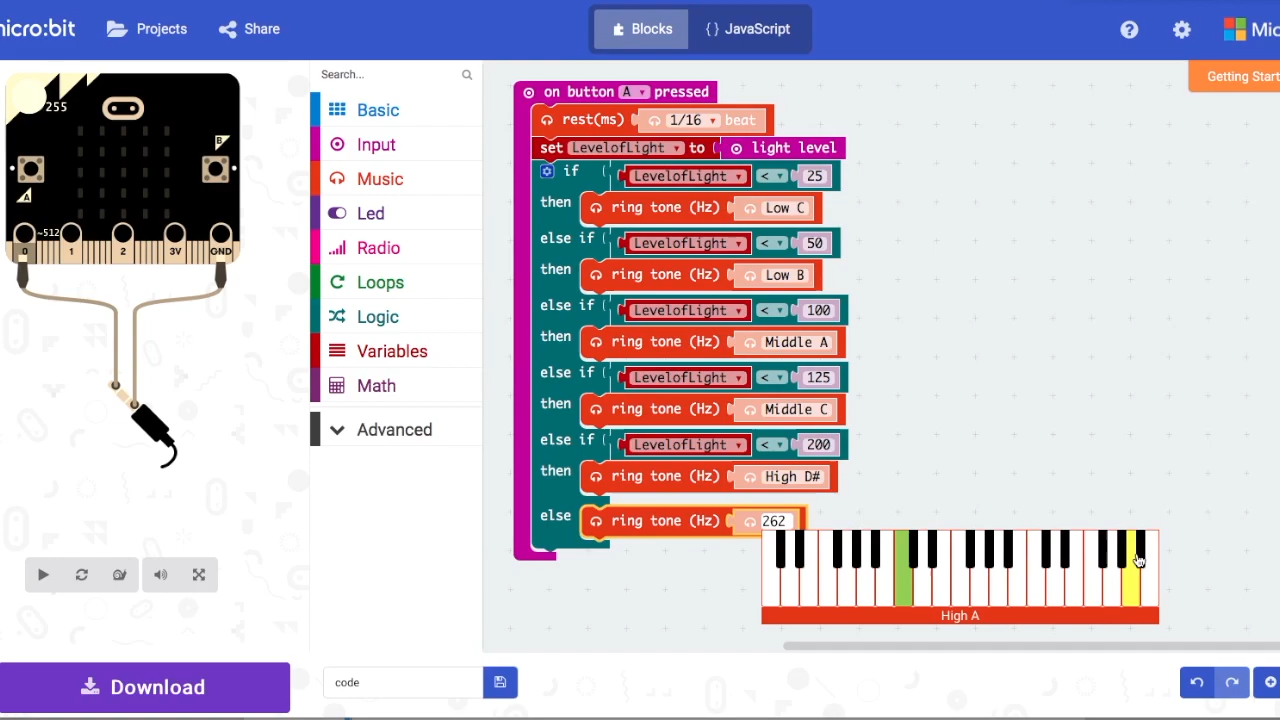 micro:bit Projects Share Blocks {} JavaScript ? Mic
Getting Start
255
B
A
~512
0 1 2 3V GND
Search...
Basic
Input
Music
Led
Radio
Loops
Logic
Variables
Math
Advanced
on button A pressed
rest(ms) 1/16 beat
set LevelofLight to light level
if LevelofLight < 25
then ring tone (Hz) Low C
else if LevelofLight < 50
then ring tone (Hz) Low B
else if LevelofLight < 100
then ring tone (Hz) Middle A
else if LevelofLight < 125
then ring tone (Hz) Middle C
else if LevelofLight < 200
then ring tone (Hz) High D#
else ring tone (Hz) 262
High A
Download
code